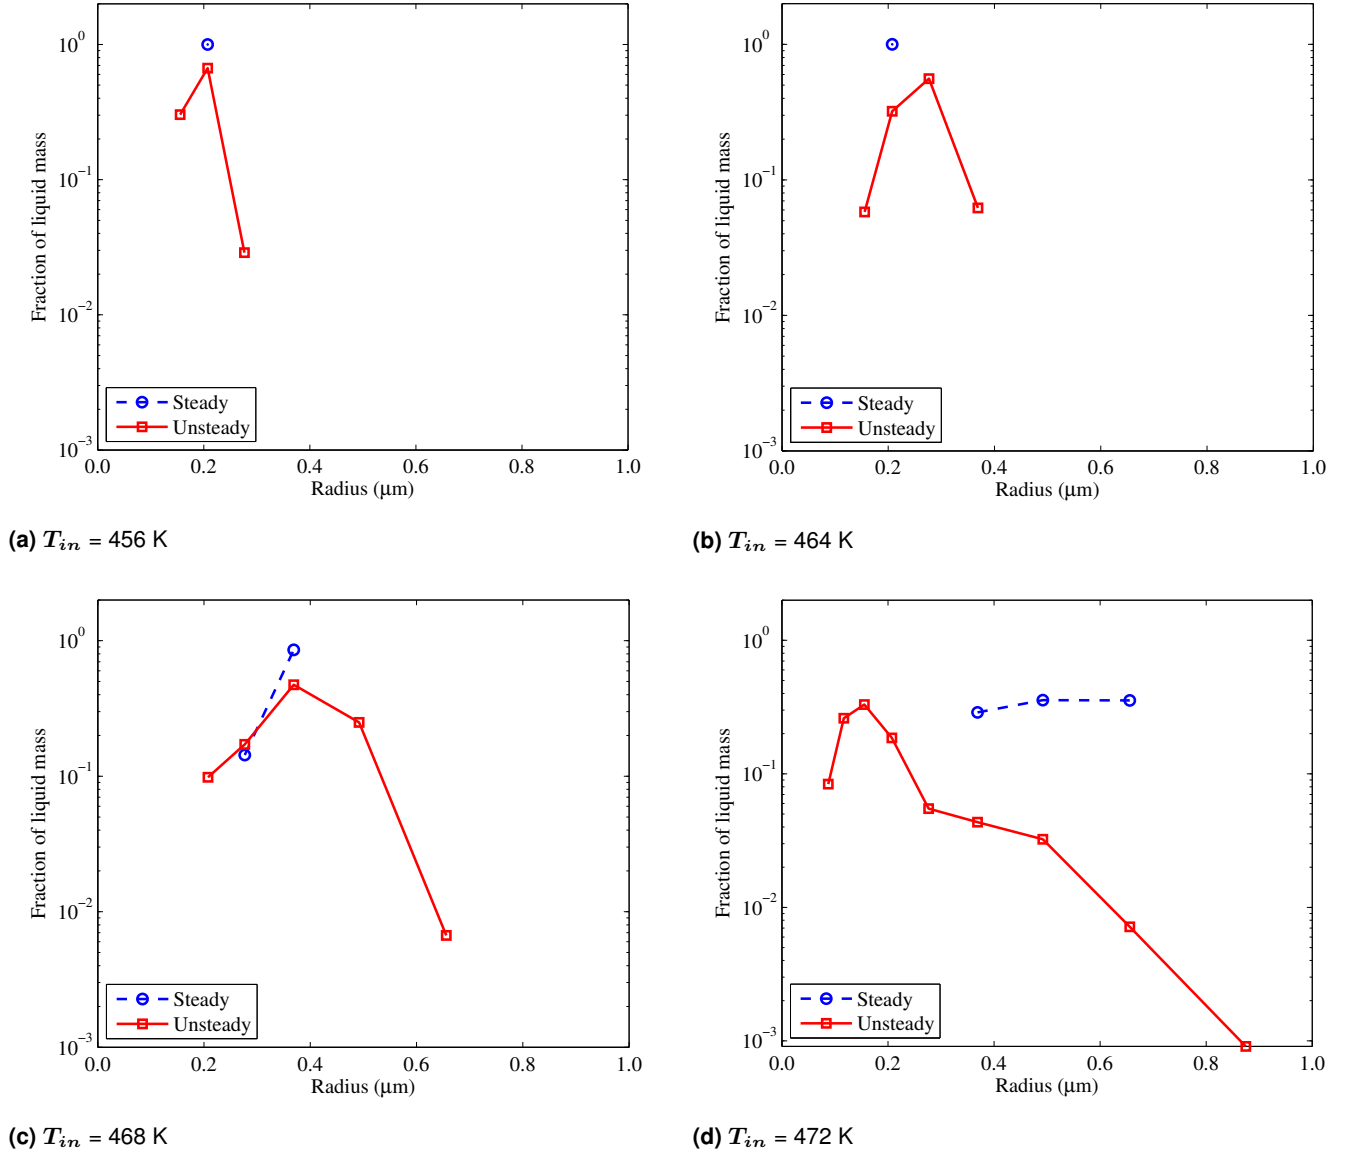 10^0
10^−1
10^−2
10^−3
Fraction of liquid mass
Steady
Unsteady
0.0 0.2 0.4 0.6 0.8 1.0
Radius (μm)
(a) T_in = 456 K
10^0
10^−1
10^−2
10^−3
Fraction of liquid mass
Steady
Unsteady
0.0 0.2 0.4 0.6 0.8 1.0
Radius (μm)
(b) T_in = 464 K
10^0
10^−1
10^−2
10^−3
Fraction of liquid mass
Steady
Unsteady
0.0 0.2 0.4 0.6 0.8 1.0
Radius (μm)
(c) T_in = 468 K
10^0
10^−1
10^−2
10^−3
Fraction of liquid mass
Steady
Unsteady
0.0 0.2 0.4 0.6 0.8 1.0
Radius (μm)
(d) T_in = 472 K